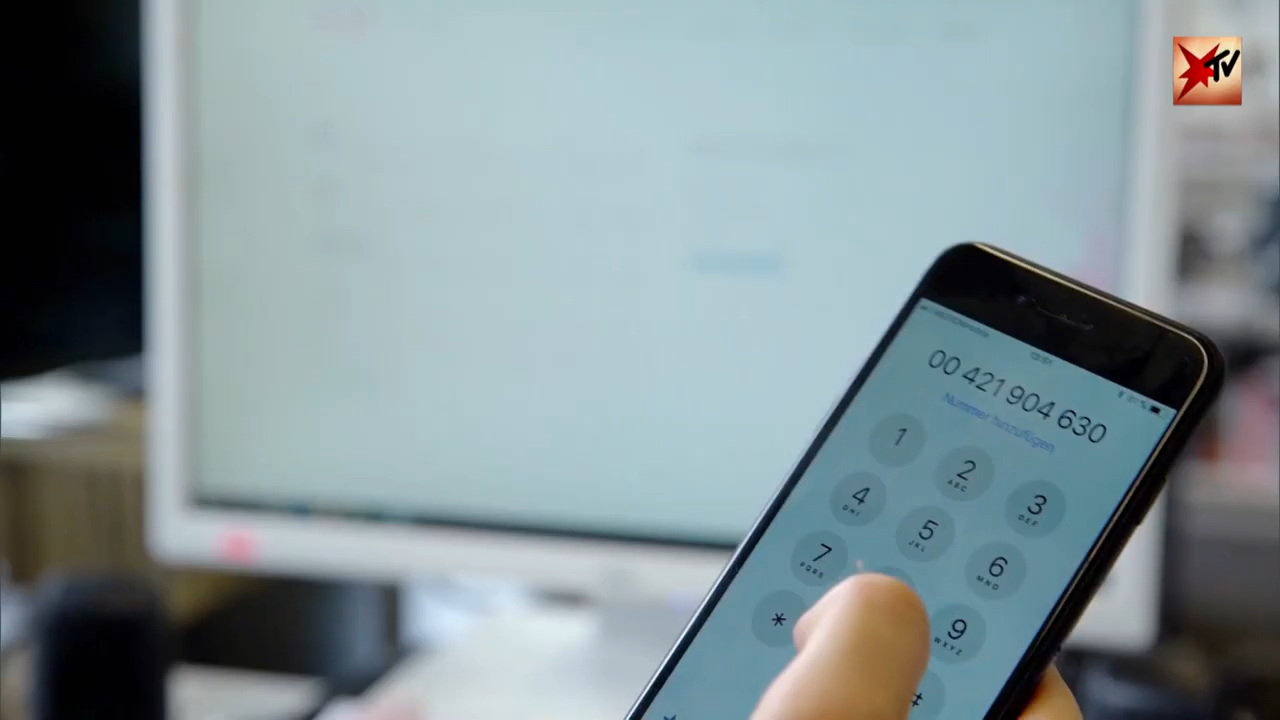 TV
00 421 904 630
Nummer hinzufügen
1
2
ABC
3
DEF
4
GHI
5
JKL
6
MNO
7
PQRS
9
WXYZ
*
#